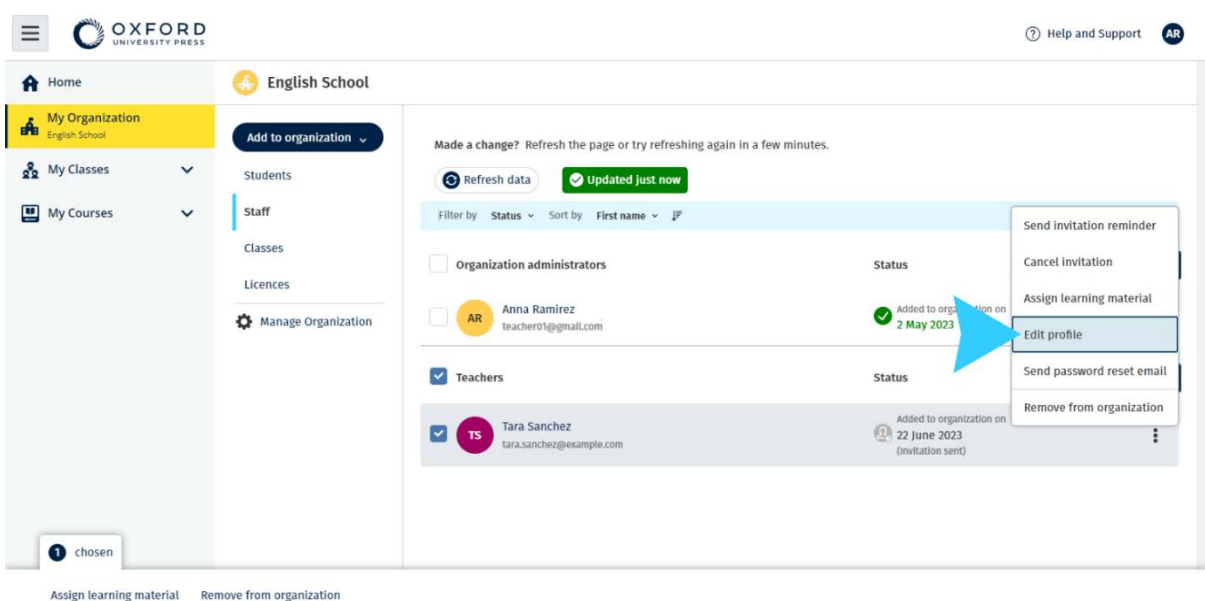 OXFORD
UNIVERSITY PRESS
Help and Support
AR
Home
My Organization
English School
My Classes
My Courses
English School
Add to organization
Students
Staff
Classes
Licences
Manage Organization
Made a change? Refresh the page or try refreshing again in a few minutes.
Refresh data
Updated just now
Filter by Status Sort by First name
Organization administrators Status
AR
Anna Ramirez
teacher01@gmail.com
Added to on
2 May 2023
Teachers Status
TS
Tara Sanchez
tara.sanchez@example.com
Added to organization on
22 June 2023
(invitation sent)
Send invitation reminder
Cancel invitation
Assign learning material
Edit profile
Send password reset email
Remove from organization
1 chosen
Assign learning material Remove from organization